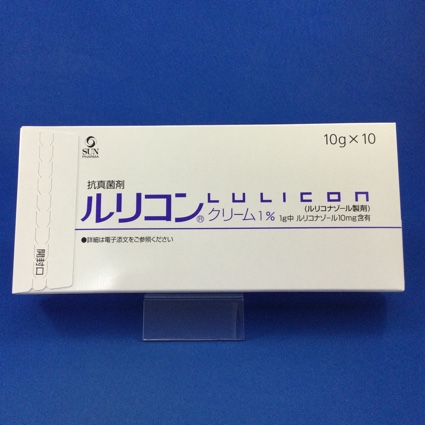 SUN
PHARMA
10g×10
抗真菌剤
ルリコン® LULICON
クリーム1% (ルリコナゾール製剤)
1g中 ルリコナゾール10mg含有
●詳細は電子添文をご参照ください
開封口